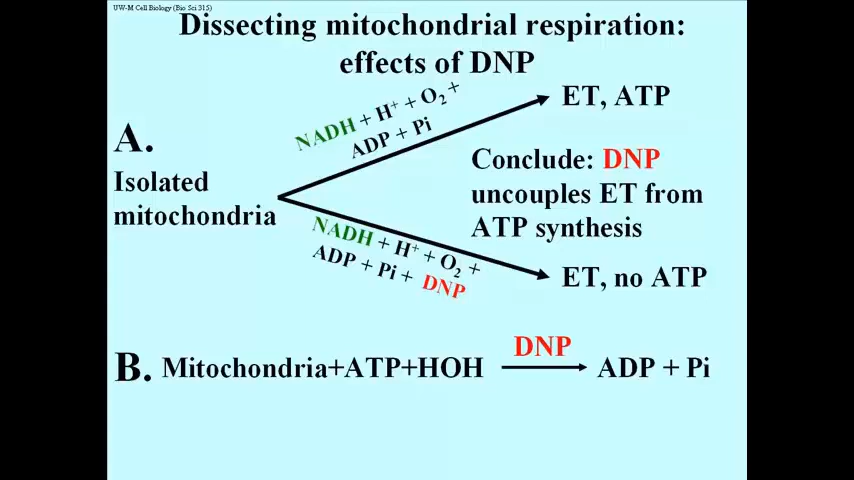 UW-M Cell Biology (Bio Sci 315)
Dissecting mitochondrial respiration:
effects of DNP
A.
Isolated
mitochondria
NADH + H⁺ + O₂ +
ADP + Pi
ET, ATP
Conclude: DNP
uncouples ET from
ATP synthesis
NADH + H⁺ + O₂ +
ADP + Pi + DNP
ET, no ATP
B. Mitochondria+ATP+HOH DNP ADP + Pi